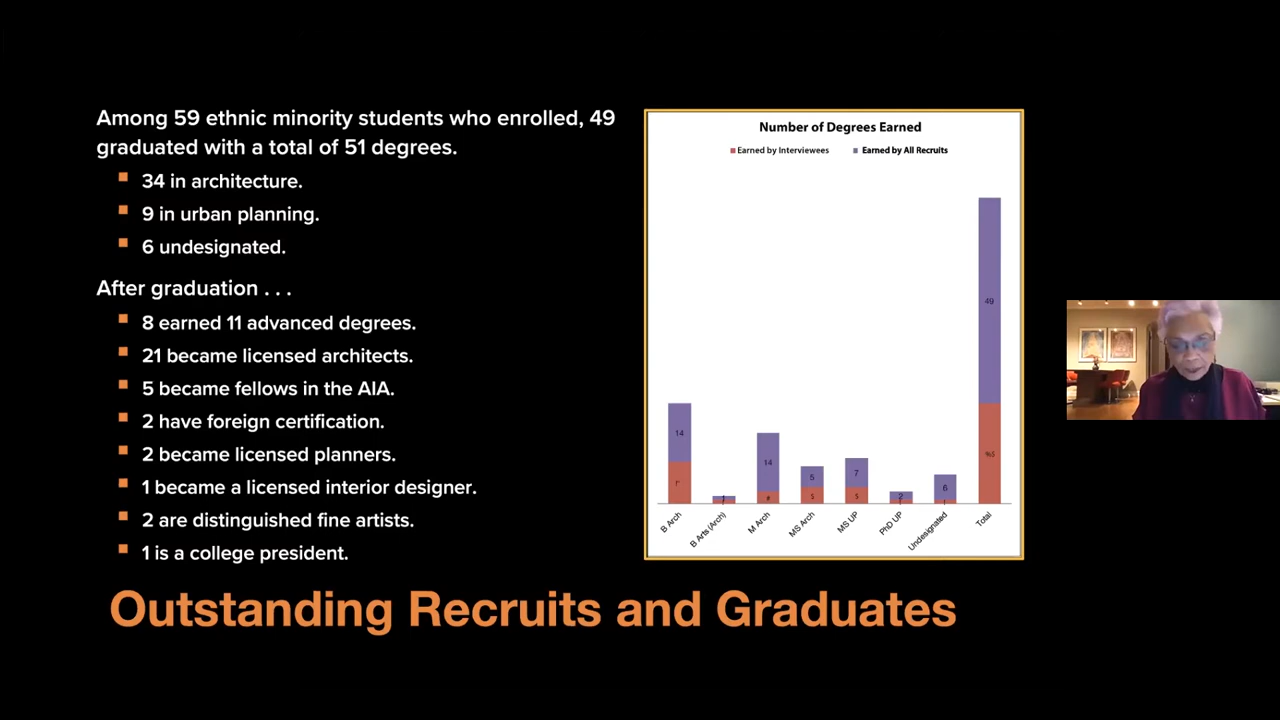 Among 59 ethnic minority students who enrolled, 49
graduated with a total of 51 degrees.
34 in architecture.
9 in urban planning.
6 undesignated.
After graduation . . .
8 earned 11 advanced degrees.
21 became licensed architects.
5 became fellows in the AIA.
2 have foreign certification.
2 became licensed planners.
1 became a licensed interior designer.
2 are distinguished fine artists.
1 is a college president.
Number of Degrees Earned
Earned by Interviewees Earned by All Recruits
49
14
14
5
7
2
6
5
5
B Arch
B Arts (Arch)
M Arch
MS Arch
MS UP
PhD UP
Undesignated
Total
Outstanding Recruits and Graduates